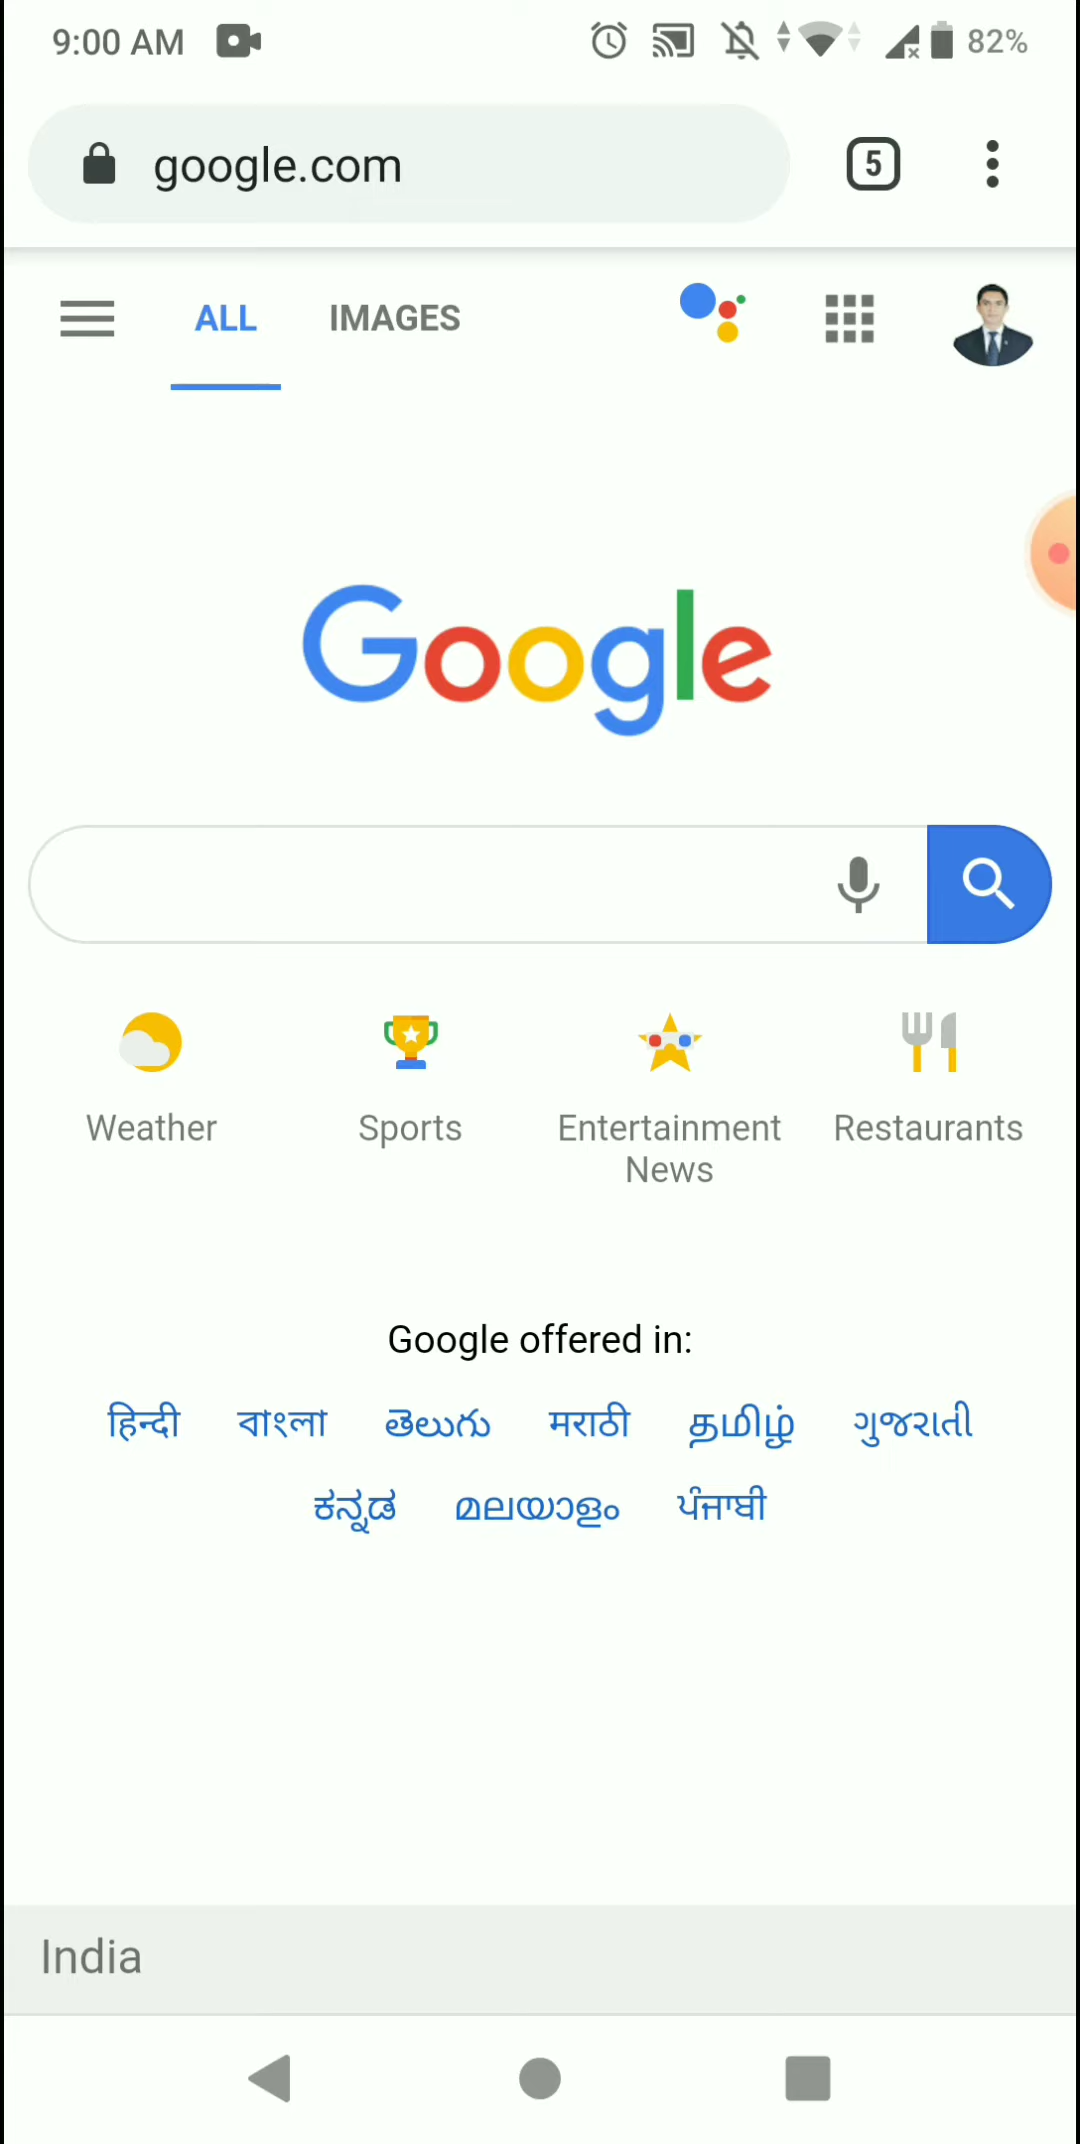 9:00 AM 82%
google.com 5
ALL IMAGES
Google
Weather Sports Entertainment News Restaurants
Google offered in:
हिन्दी বাংলা తెలుగు मराठी தமிழ் ગુજરાતી
ಕನ್ನಡ മലയാളം ਪੰਜਾਬੀ
India